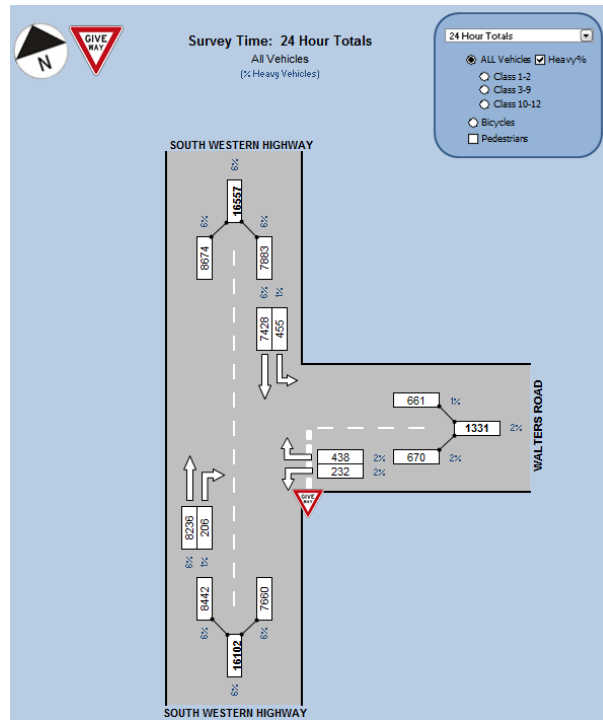 GIVE
WAY
N
Survey Time: 24 Hour Totals
All Vehicles
(% Heavy Vehicles)
24 Hour Totals
ALL Vehicles Heavy%
Class 1-2
Class 3-9
Class 10-12
Bicycles
Pedestrians
SOUTH WESTERN HIGHWAY
6%
16557
6% 6%
8674 7883
6% 1%
7428 455
661 1%
1331 2%
WALTERS ROAD
438 2% 670 2%
232 2%
GIVE
WAY
8236 206
6% 1%
8442 7660
6% 6%
16102
6%
SOUTH WESTERN HIGHWAY